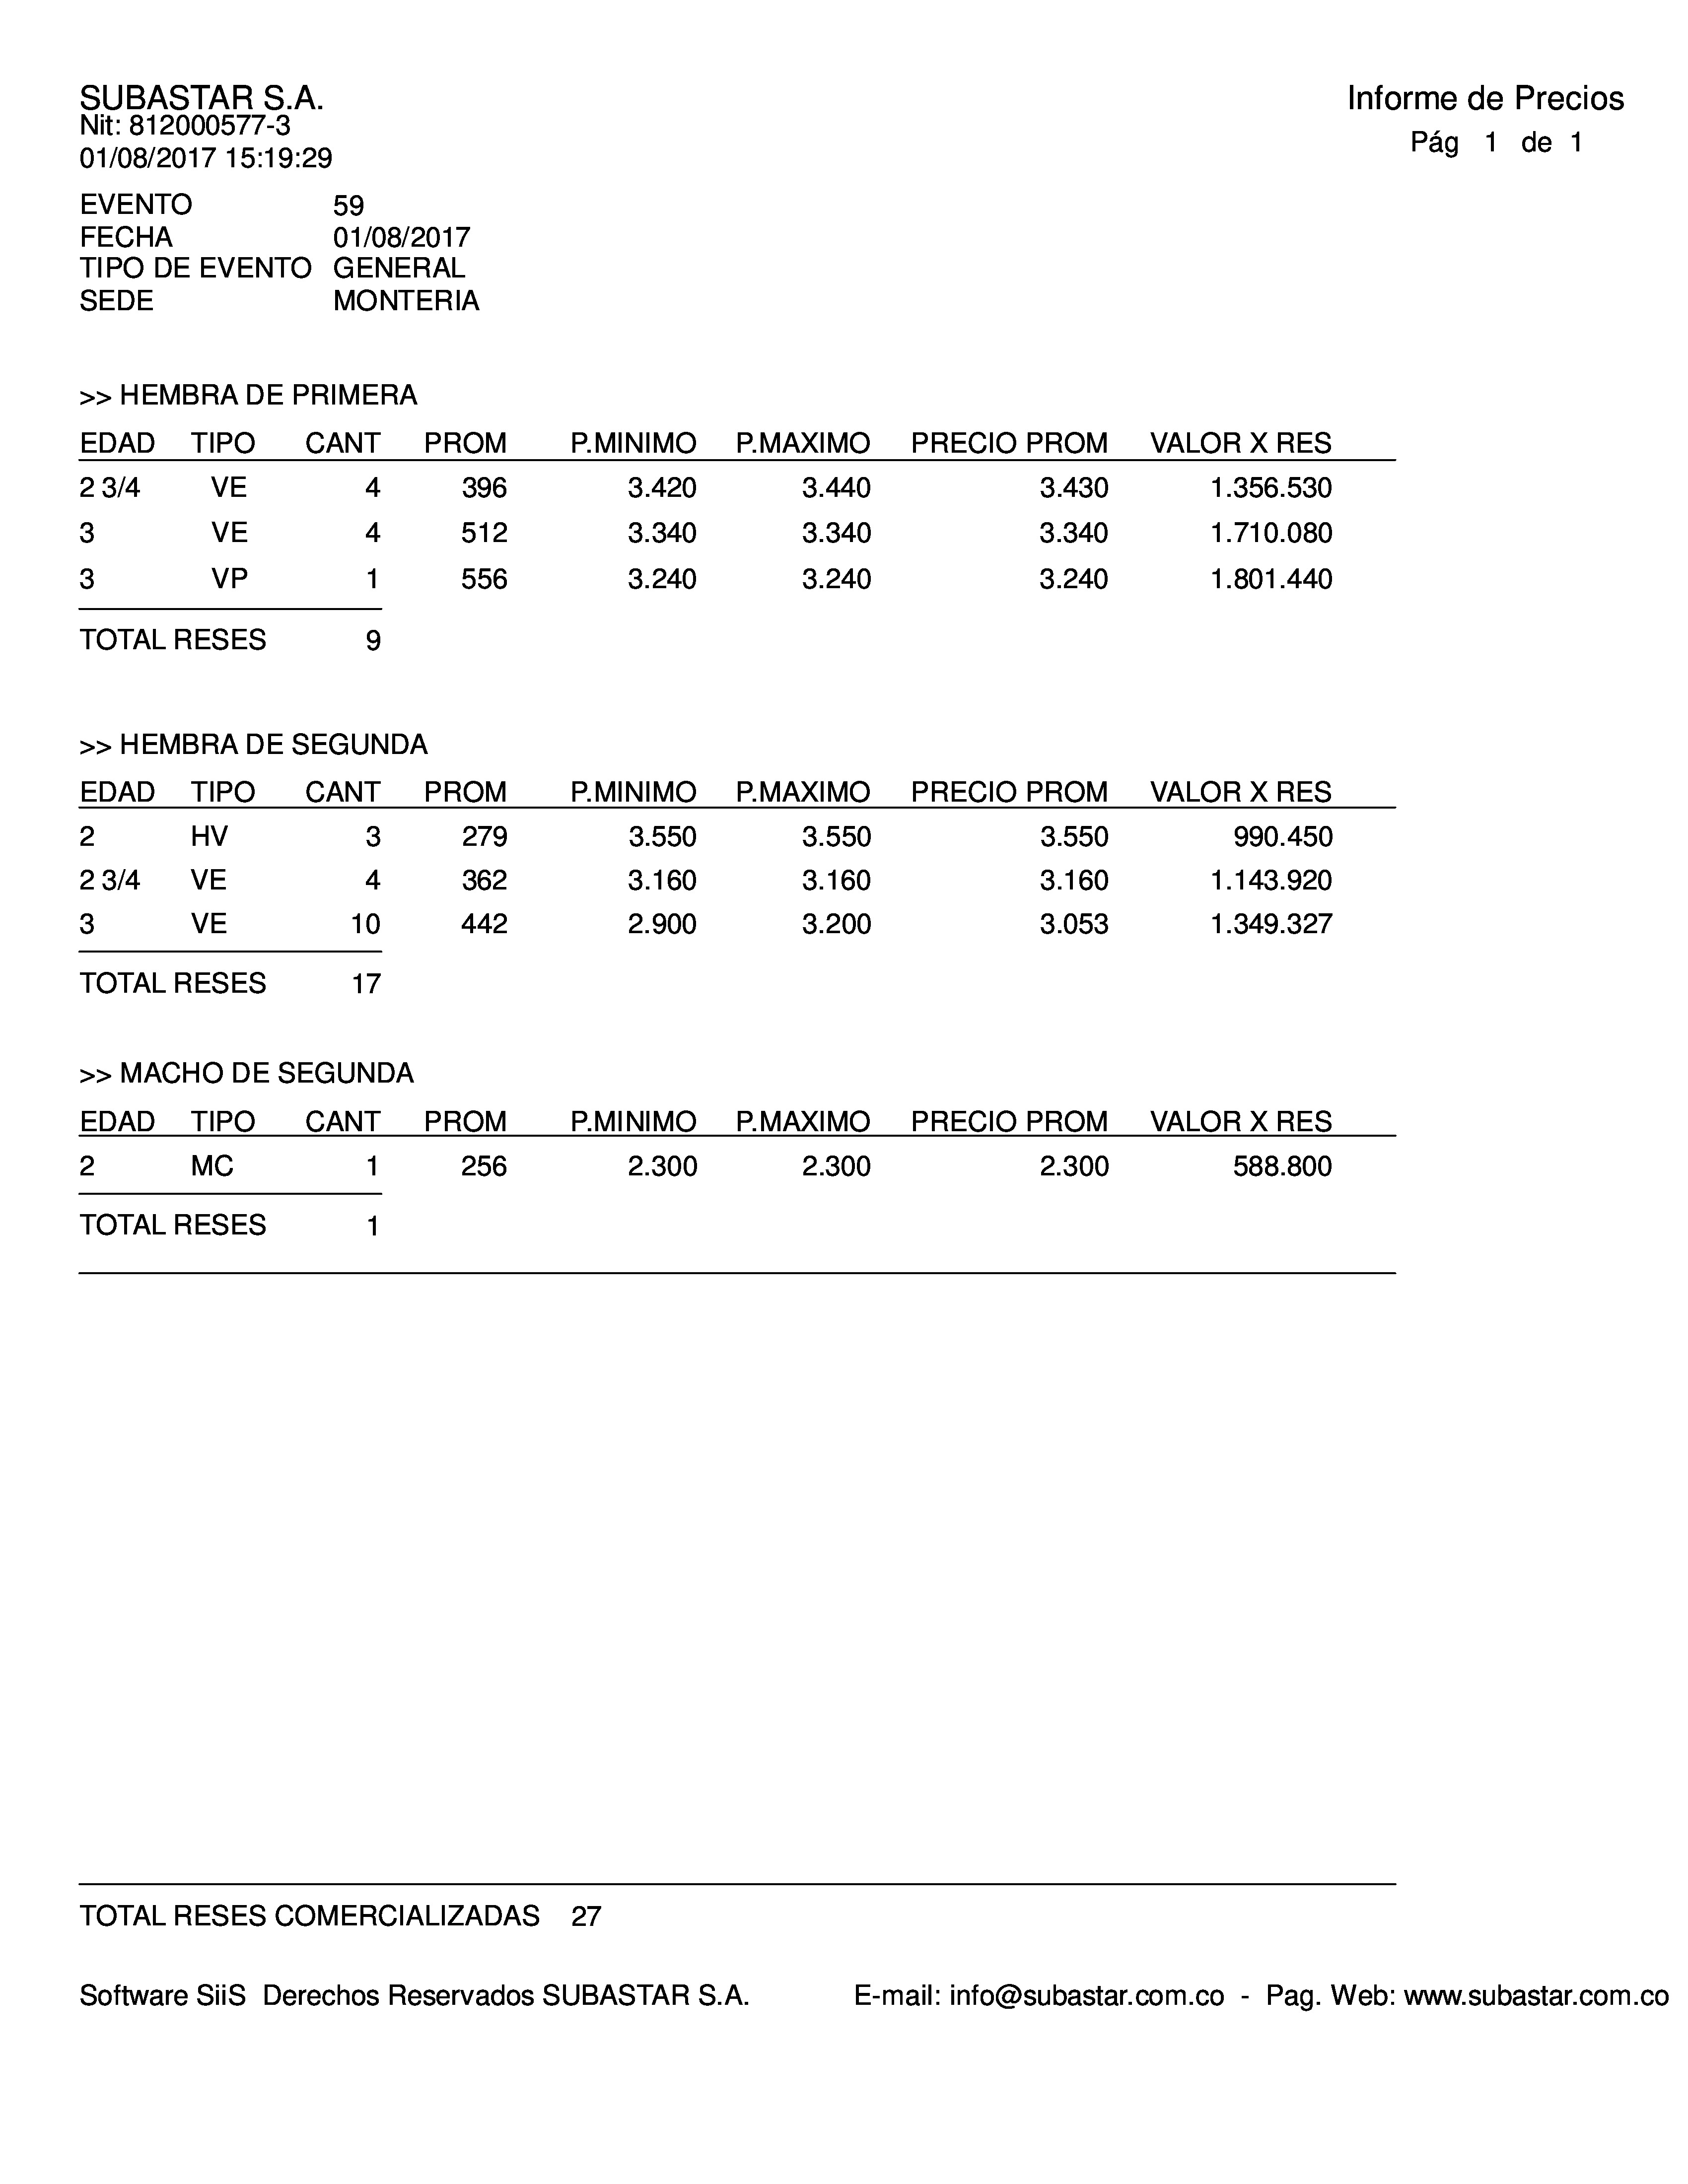 SUBASTAR S.A.
Nit: 812000577-3
01/08/2017 15:19:29
Informe de Precios
Pág 1 de 1
EVENTO 59
FECHA 01/08/2017
TIPO DE EVENTO GENERAL
SEDE MONTERIA
>> HEMBRA DE PRIMERA
EDAD TIPO CANT PROM P.MINIMO P.MAXIMO PRECIO PROM VALOR X RES
2 3/4 VE 4 396 3.420 3.440 3.430 1.356.530
3 VE 4 512 3.340 3.340 3.340 1.710.080
3 VP 1 556 3.240 3.240 3.240 1.801.440
TOTAL RESES 9
>> HEMBRA DE SEGUNDA
EDAD TIPO CANT PROM P.MINIMO P.MAXIMO PRECIO PROM VALOR X RES
2 HV 3 279 3.550 3.550 3.550 990.450
2 3/4 VE 4 362 3.160 3.160 3.160 1.143.920
3 VE 10 442 2.900 3.200 3.053 1.349.327
TOTAL RESES 17
>> MACHO DE SEGUNDA
EDAD TIPO CANT PROM P.MINIMO P.MAXIMO PRECIO PROM VALOR X RES
2 MC 1 256 2.300 2.300 2.300 588.800
TOTAL RESES 1
TOTAL RESES COMERCIALIZADAS 27
Software SiiS Derechos Reservados SUBASTAR S.A. E-mail: info@subastar.com.co - Pag. Web: www.subastar.com.co